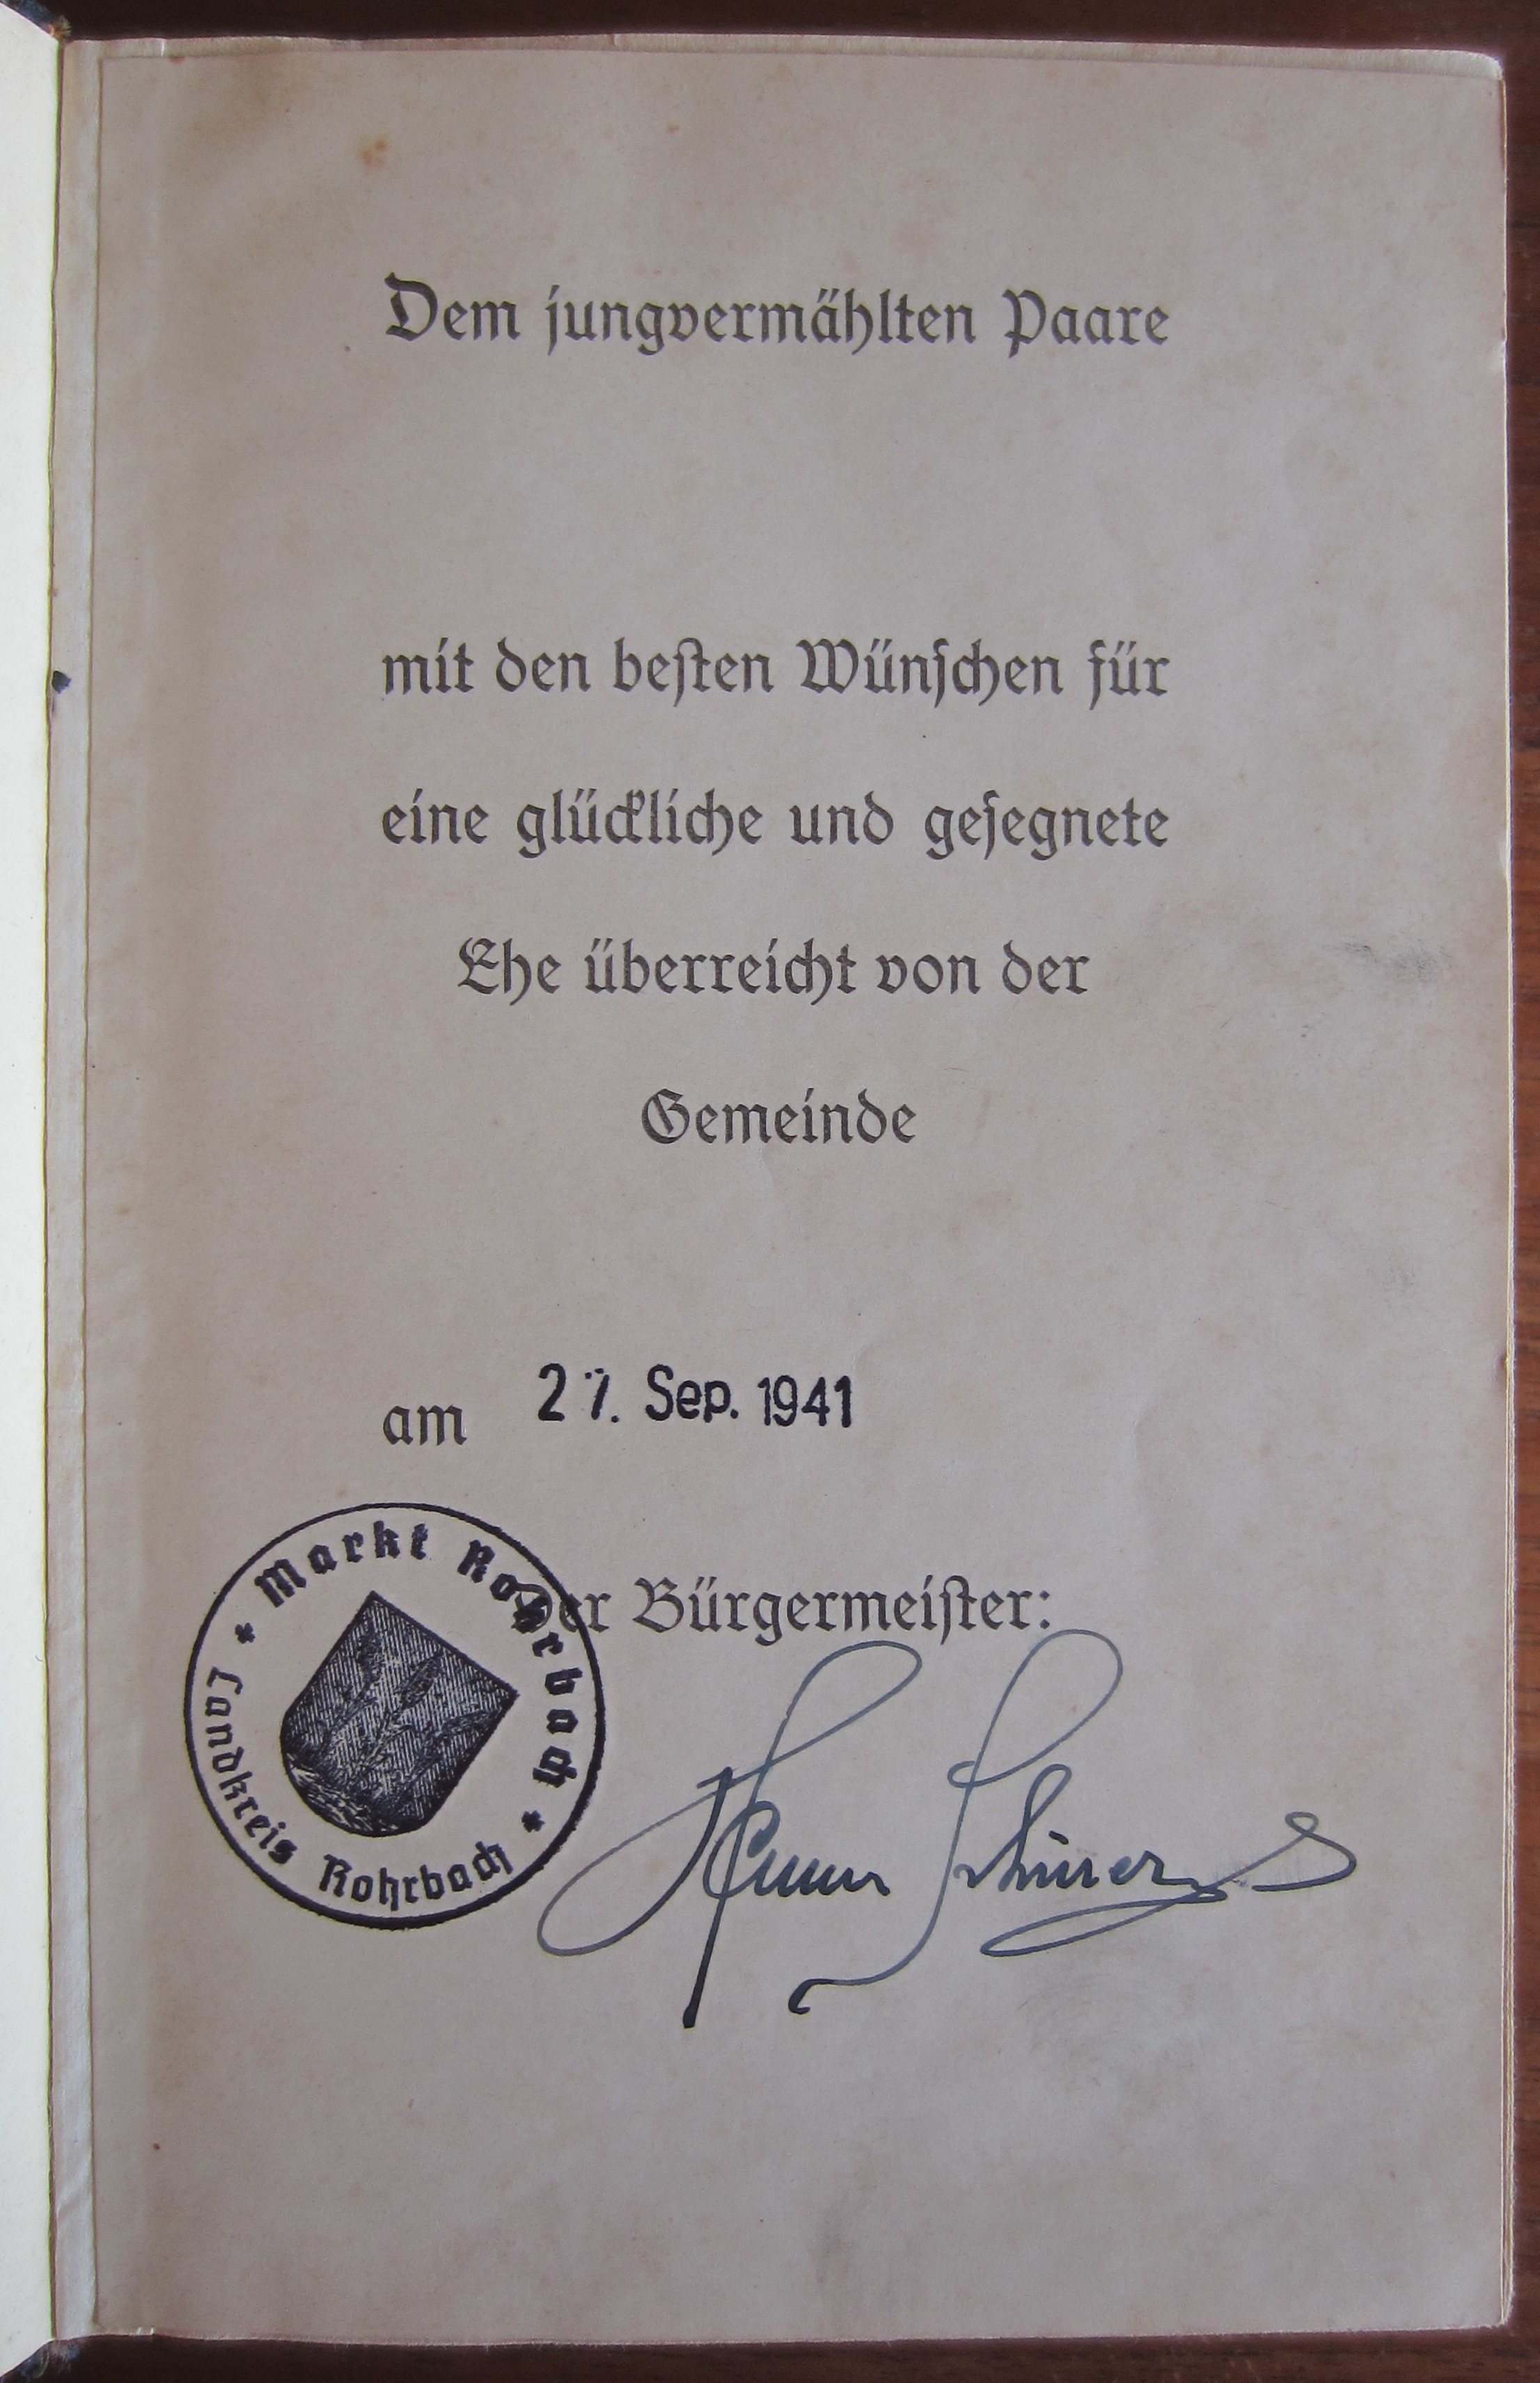 Dem jungvermählten Paare
mit den besten Wünschen für
eine glückliche und gesegnete
Ehe überreicht von der
Gemeinde
am 27. Sep. 1941
Der Bürgermeister:
* Markt Rohrbach *
Landkreis Rohrbach